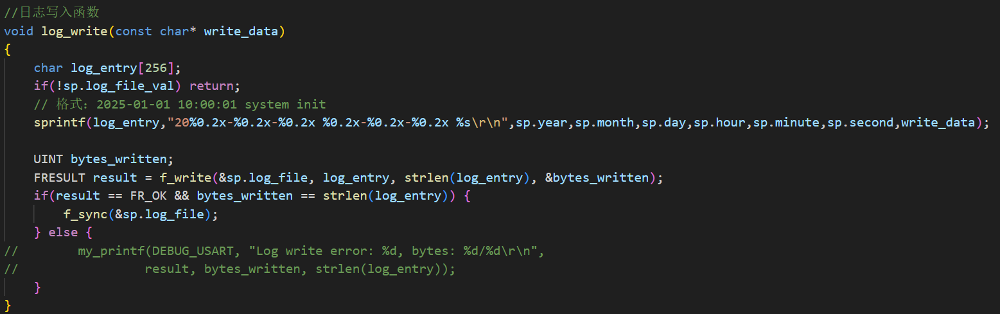 //日志写入函数
void log_write(const char* write_data)
{
    char log_entry[256];
    if(!sp.log_file_val) return;
    // 格式：2025-01-01 10:00:01 system init
    sprintf(log_entry,"20%0.2x-%0.2x-%0.2x %0.2x-%0.2x-%0.2x %s\r\n",sp.year,sp.month,sp.day,sp.hour,sp.minute,sp.second,write_data);
    UINT bytes_written;
    FRESULT result = f_write(&sp.log_file, log_entry, strlen(log_entry), &bytes_written);
    if(result == FR_OK && bytes_written == strlen(log_entry)) {
        f_sync(&sp.log_file);
    } else {
//        my_printf(DEBUG_USART, "Log write error: %d, bytes: %d/%d\r\n",
//                 result, bytes_written, strlen(log_entry));
    }
}